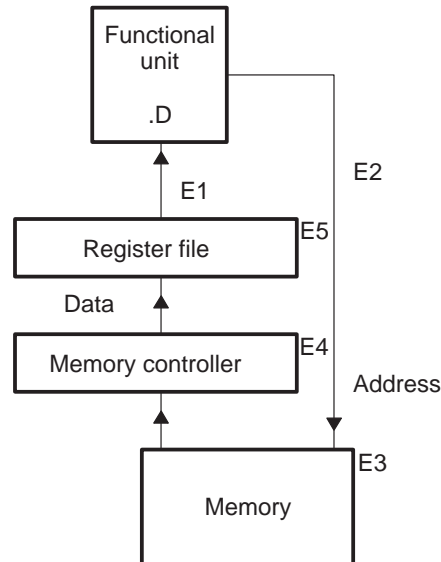 Functional
unit
.D
E1
E2
Register file
E5
Data
Memory controller
E4
Address
Memory
E3